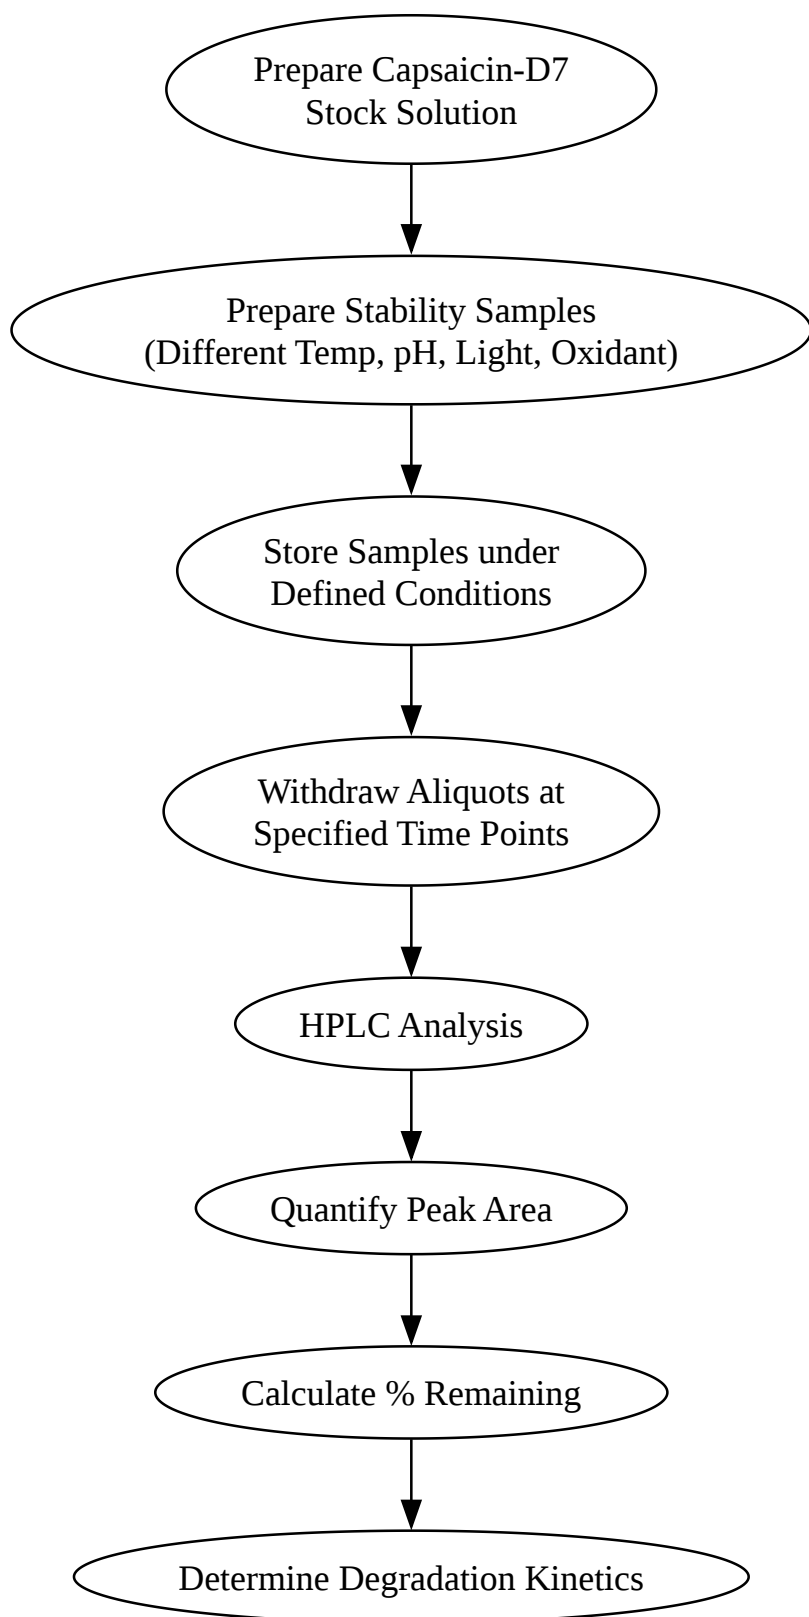 Prepare Capsaicin-D7
Stock Solution
Prepare Stability Samples
(Different Temp, pH, Light, Oxidant)
Store Samples under
Defined Conditions
Withdraw Aliquots at
Specified Time Points
HPLC Analysis
Quantify Peak Area
Calculate % Remaining
Determine Degradation Kinetics